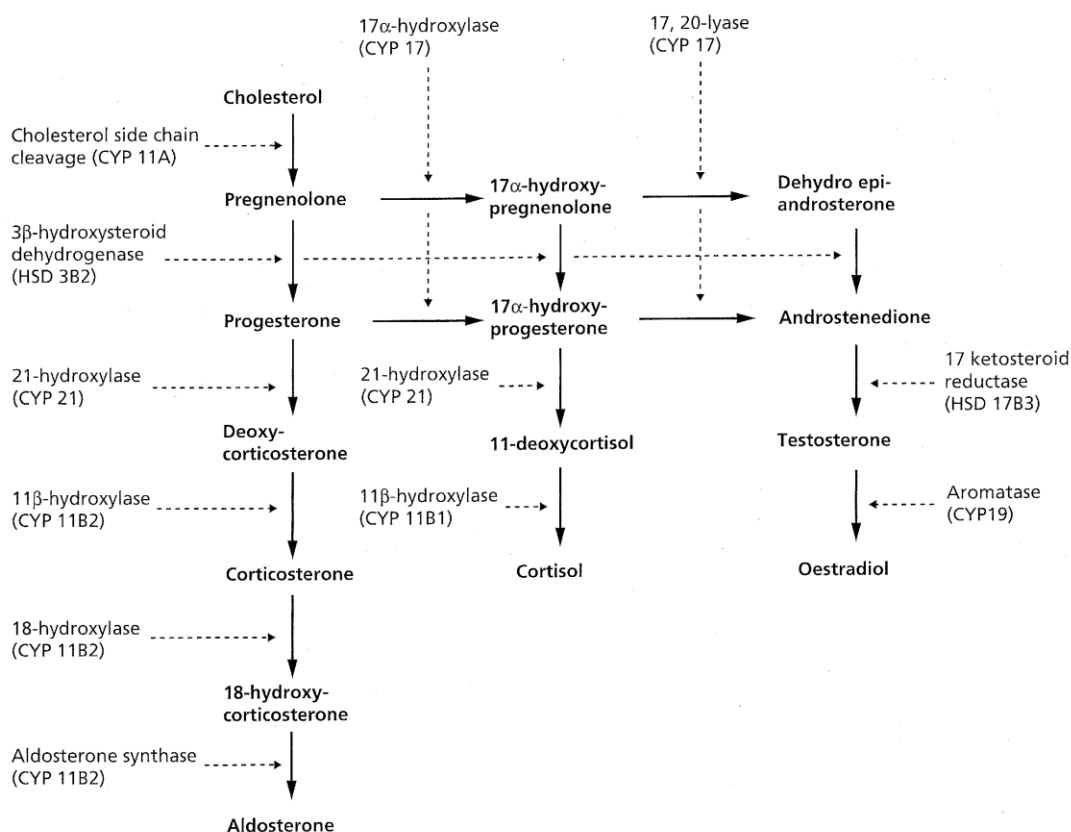 17α-hydroxylase
(CYP 17)
17, 20-lyase
(CYP 17)
Cholesterol
Cholesterol side chain
cleavage (CYP 11A)
Pregnenolone
17α-hydroxy-
pregnenolone
Dehydro epi-
androsterone
3β-hydroxysteroid
dehydrogenase
(HSD 3B2)
Progesterone
17α-hydroxy-
progesterone
Androstenedione
21-hydroxylase
(CYP 21)
21-hydroxylase
(CYP 21)
17 ketosteroid
reductase
(HSD 17B3)
Deoxy-
corticosterone
11-deoxycortisol
Testosterone
11β-hydroxylase
(CYP 11B2)
11β-hydroxylase
(CYP 11B1)
Aromatase
(CYP19)
Corticosterone
Cortisol
Oestradiol
18-hydroxylase
(CYP 11B2)
18-hydroxy-
corticosterone
Aldosterone synthase
(CYP 11B2)
Aldosterone